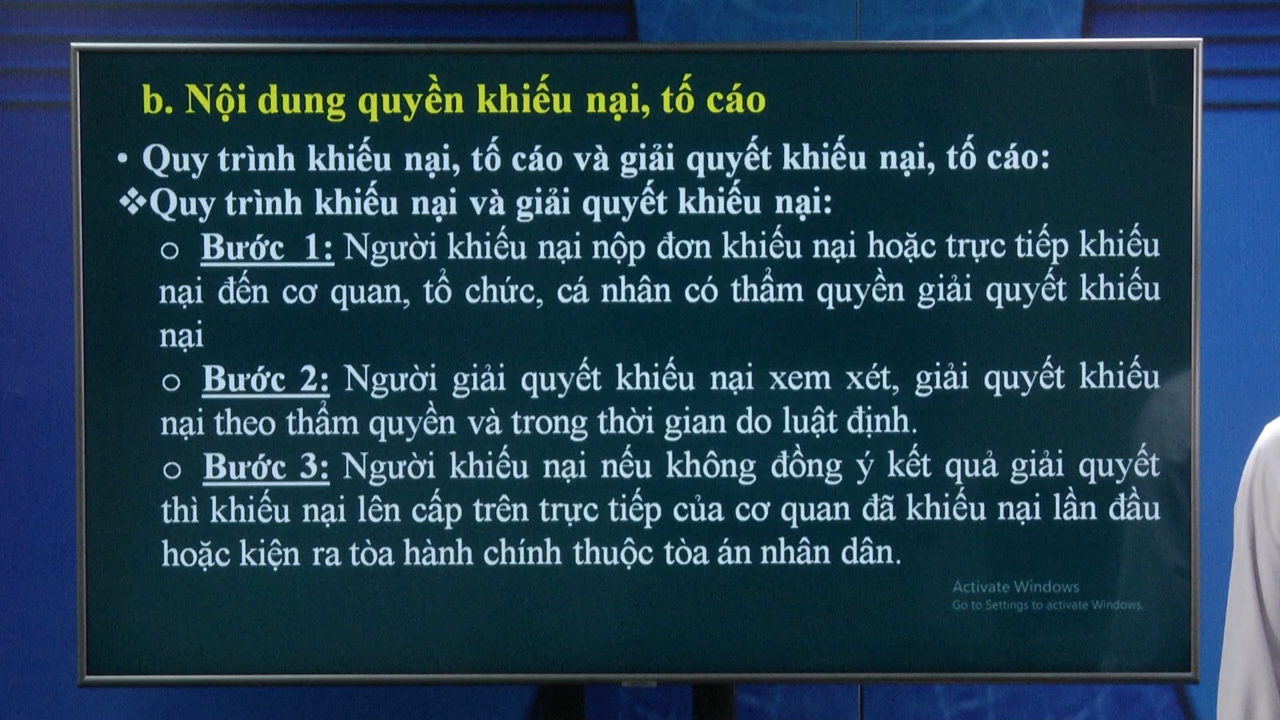 b. Nội dung quyền khiếu nại, tố cáo
• Quy trình khiếu nại, tố cáo và giải quyết khiếu nại, tố cáo:
❖Quy trình khiếu nại và giải quyết khiếu nại:
o Bước 1: Người khiếu nại nộp đơn khiếu nại hoặc trực tiếp khiếu
nại đến cơ quan, tổ chức, cá nhân có thẩm quyền giải quyết khiếu
nại
o Bước 2: Người giải quyết khiếu nại xem xét, giải quyết khiếu
nại theo thẩm quyền và trong thời gian do luật định.
o Bước 3: Người khiếu nại nếu không đồng ý kết quả giải quyết
thì khiếu nại lên cấp trên trực tiếp của cơ quan đã khiếu nại lần đầu
hoặc kiện ra tòa hành chính thuộc tòa án nhân dân.
Activate Windows
Go to Settings to activate Windows.